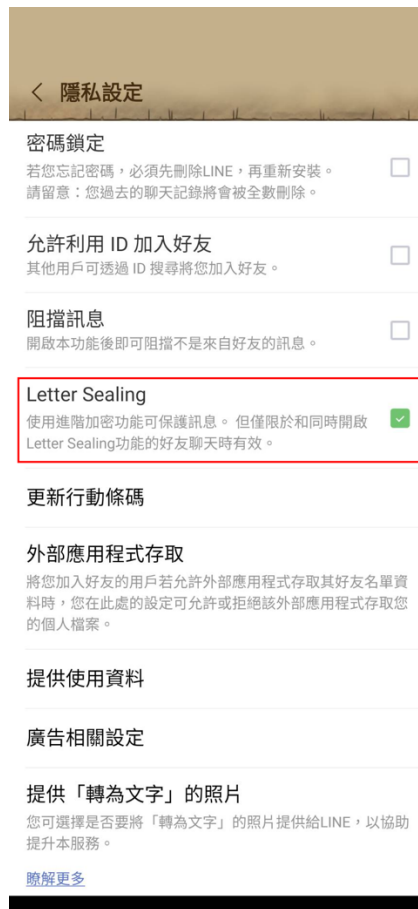 隱私設定
密碼鎖定
若您忘記密碼，必須先刪除LINE，再重新安裝。
請留意：您過去的聊天記錄將會被全數刪除。
允許利用 ID 加入好友
其他用戶可透過 ID 搜尋將您加入好友。
阻擋訊息
開啟本功能後即可阻擋不是來自好友的訊息。
Letter Sealing
使用進階加密功能可保護訊息。 但僅限於和同時開啟
Letter Sealing功能的好友聊天時有效。
更新行動條碼
外部應用程式存取
將您加入好友的用戶若允許外部應用程式存取其好友名單資
料時，您在此處的設定可允許或拒絕該外部應用程式存取您
的個人檔案。
提供使用資料
廣告相關設定
提供「轉為文字」的照片
您可選擇是否要將「轉為文字」的照片提供給LINE，以協助
提升本服務。
瞭解更多